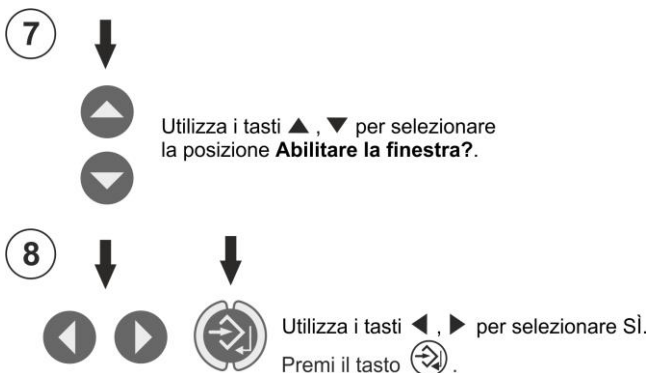 7
Utilizza i tasti ▲ , ▼ per selezionare
la posizione Abilitare la finestra?.
8
Utilizza i tasti ◀ , ▶ per selezionare SÌ.
Premi il tasto .